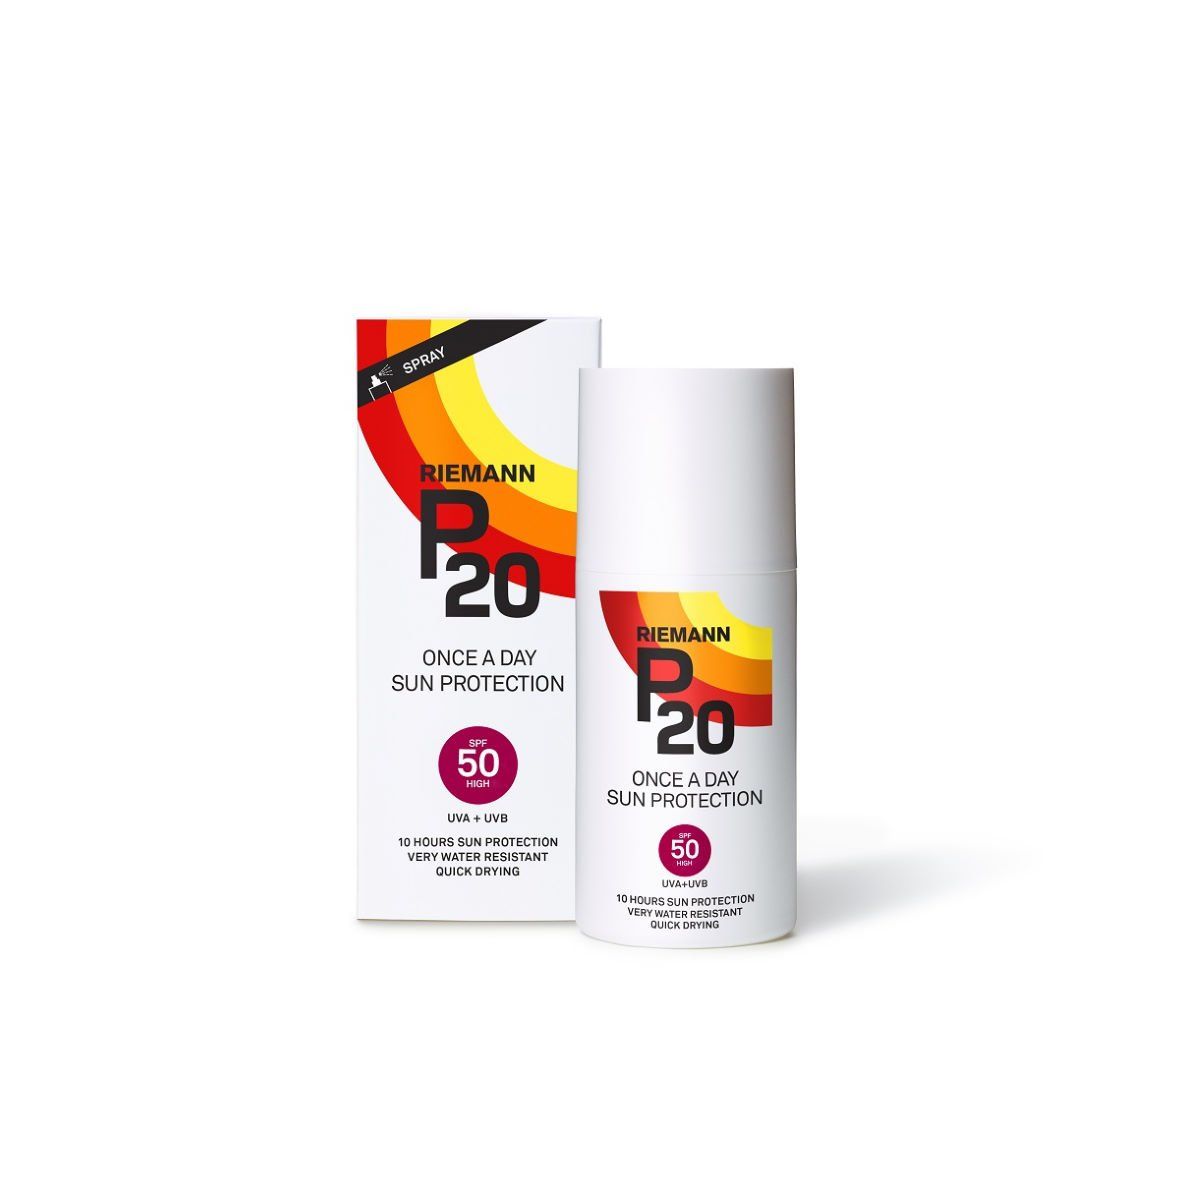 SPRAY
RIEMANN
P
20
ONCE A DAY
SUN PROTECTION
SPF
50
HIGH
UVA + UVB
10 HOURS SUN PROTECTION
VERY WATER RESISTANT
QUICK DRYING
RIEMANN
P
20
ONCE A DAY
SUN PROTECTION
SPF
50
HIGH
UVA+UVB
10 HOURS SUN PROTECTION
VERY WATER RESISTANT
QUICK DRYING